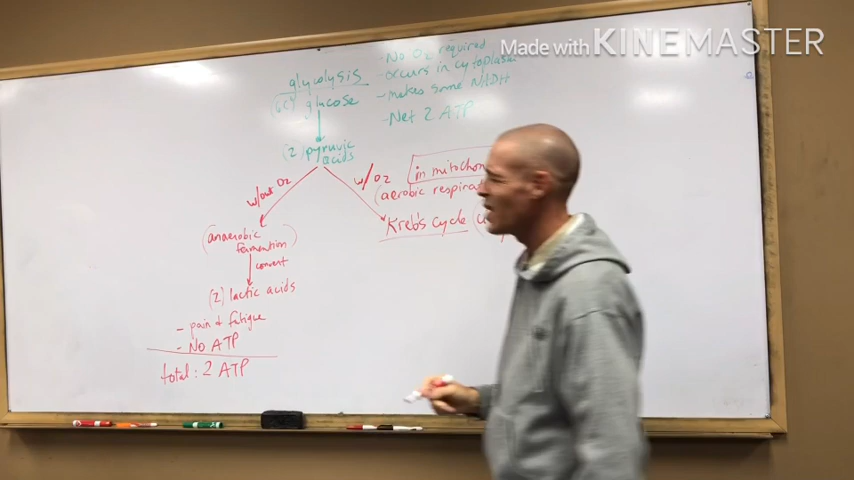 Made with KINEMASTER
glycolysis
(6C) glucose
- No O2 required
- occurs in cytoplasm
- makes some NADH
- Net 2 ATP
(2) pyruvic
acids
w/out O2
w/ O2
in mitochon
(aerobic respirat
Kreb's cycle
(anaerobic
fermentation)
convert
(2) lactic acids
- pain & fatigue
- No ATP
total: 2 ATP